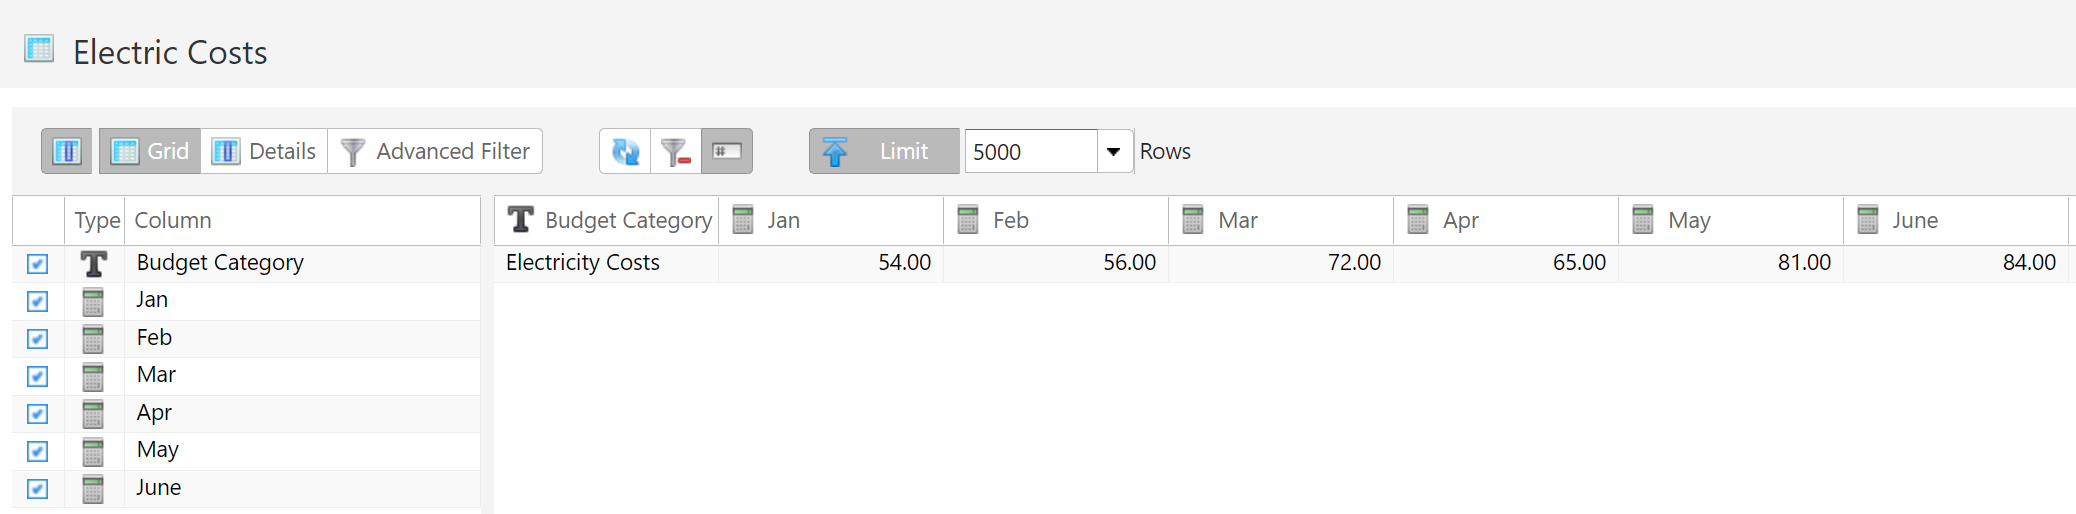 Electric Costs
Grid Details Advanced Filter # Limit 5000 Rows
Type Column
Budget Category
Jan
Feb
Mar
Apr
May
June
Budget Category Jan Feb Mar Apr May June
Electricity Costs 54.00 56.00 72.00 65.00 81.00 84.00